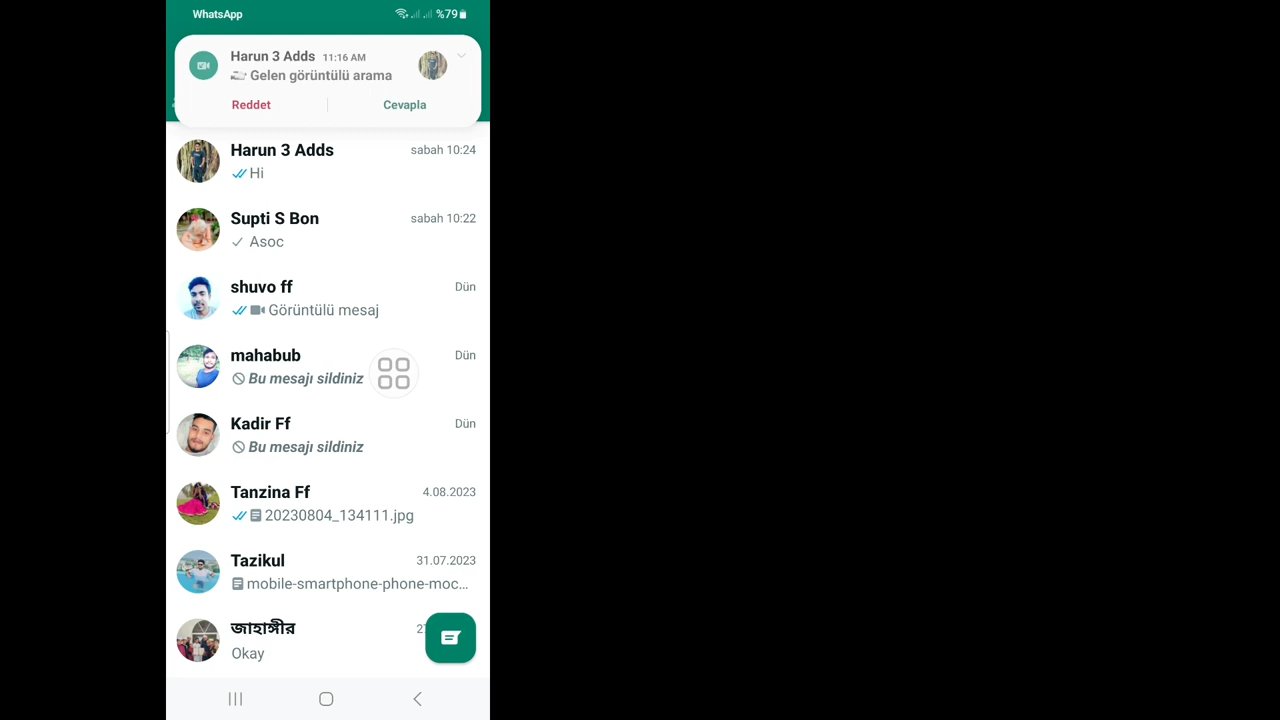 WhatsApp
%79
Harun 3 Adds 11:16 AM
Gelen görüntülü arama
Reddet
Cevapla
Harun 3 Adds sabah 10:24
Hi
Supti S Bon sabah 10:22
Asoc
shuvo ff Dün
Görüntülü mesaj
mahabub Dün
Bu mesajı sildiniz
Kadir Ff Dün
Bu mesajı sildiniz
Tanzina Ff 4.08.2023
20230804_134111.jpg
Tazikul 31.07.2023
mobile-smartphone-phone-moc...
জাহাঙ্গীর
Okay